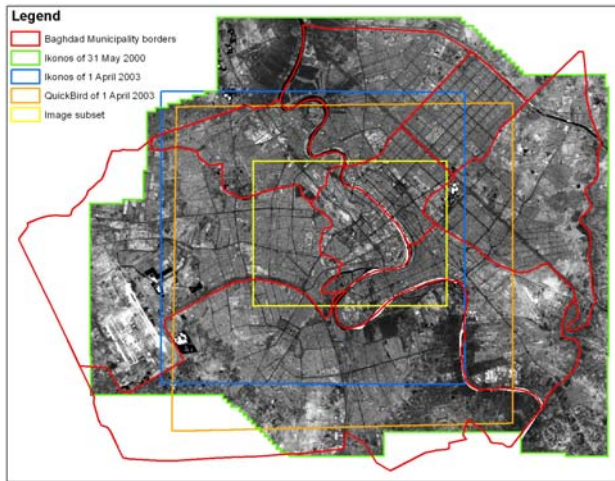 Legend
Baghdad Municipality borders
Ikonos of 31 May 2000
Ikonos of 1 April 2003
QuickBird of 1 April 2003
Image subset